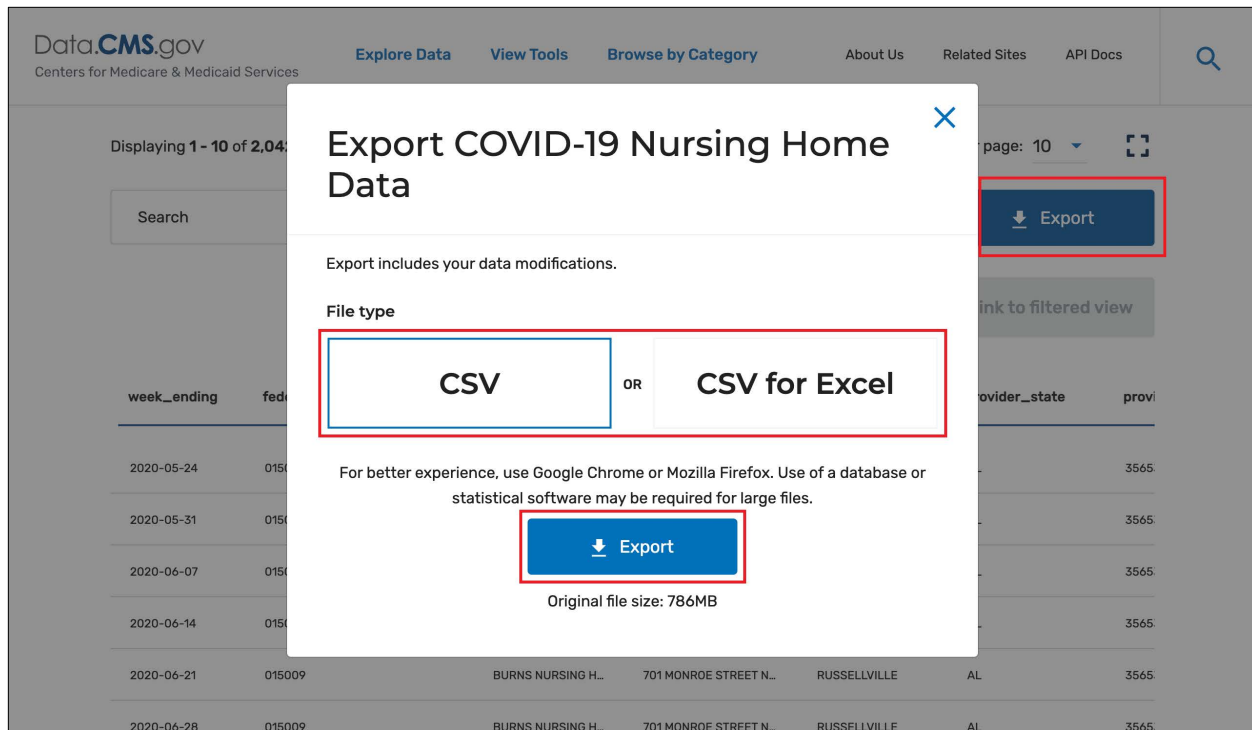 Data.CMS.gov
Centers for Medicare & Medicaid Services
Explore Data View Tools Browse by Category About Us Related Sites API Docs
Displaying 1 - 10 of
page: 10
Search
Export
Export COVID-19 Nursing Home
Data
Export includes your data modifications.
File type
CSV OR CSV for Excel
For better experience, use Google Chrome or Mozilla Firefox. Use of a database or
statistical software may be required for large files.
Export
Original file size: 786MB
to filtered view
week_ending
2020-05-24
2020-05-31
2020-06-07
2020-06-14
2020-06-21 015009 BURNS NURSING H... 701 MONROE STREET N... RUSSELLVILLE AL
2020-06-28 015009 BURNS NURSING H... 701 MONROE STREET N... RUSSELLVILLE AL